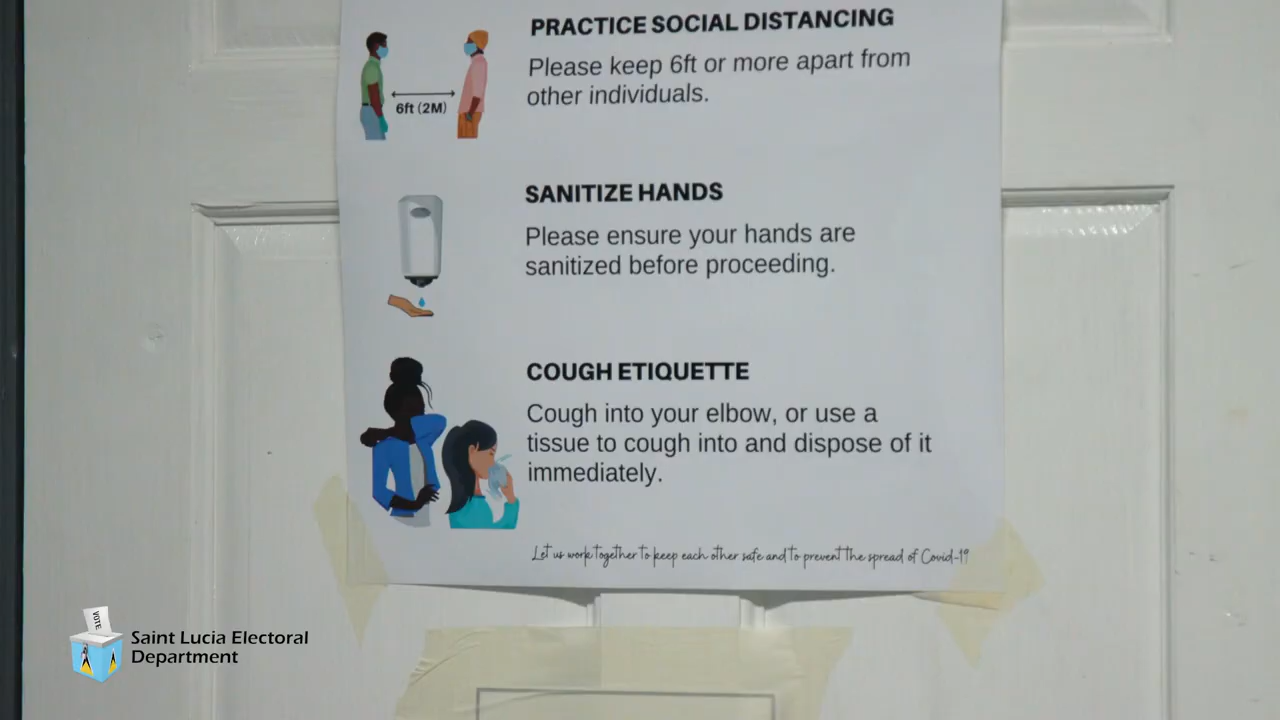 PRACTICE SOCIAL DISTANCING
Please keep 6ft or more apart from
other individuals.
6ft (2M)
SANITIZE HANDS
Please ensure your hands are
sanitized before proceeding.
COUGH ETIQUETTE
Cough into your elbow, or use a
tissue to cough into and dispose of it
immediately.
Let us work together to keep each other safe and to prevent the spread of Covid-19
VOTE
Saint Lucia Electoral
Department